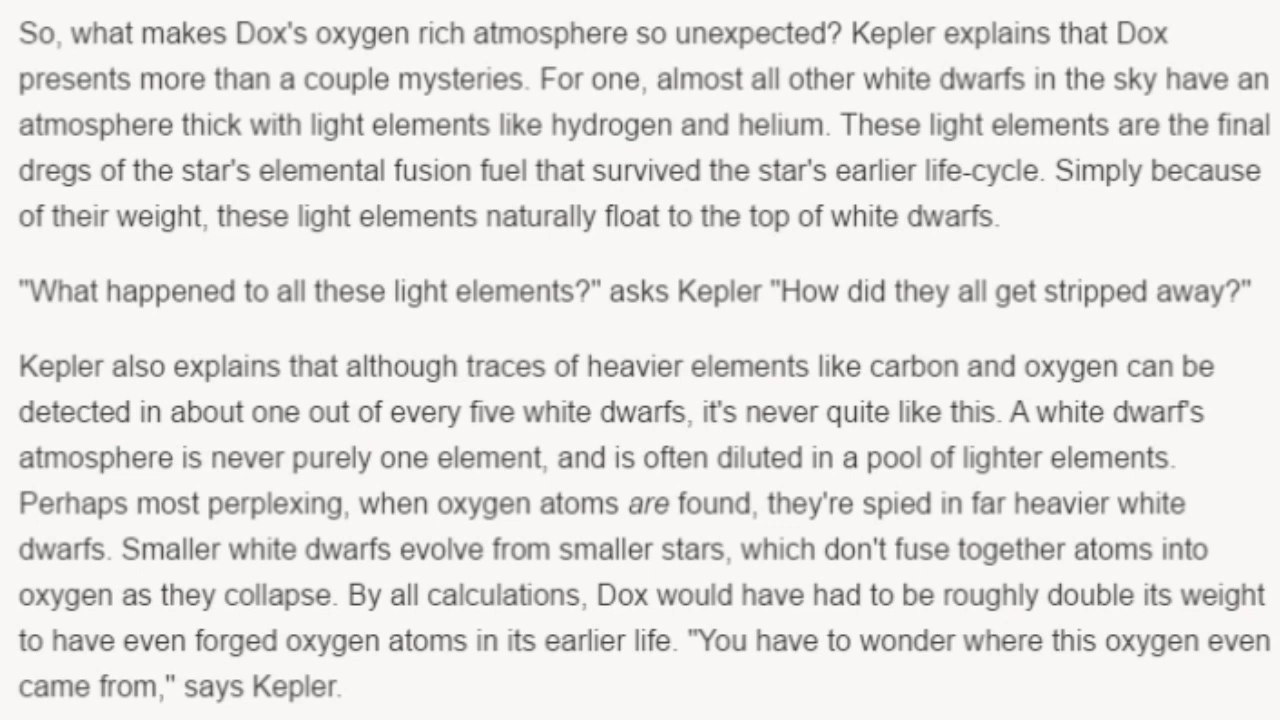 So, what makes Dox's oxygen rich atmosphere so unexpected? Kepler explains that Dox
presents more than a couple mysteries. For one, almost all other white dwarfs in the sky have an
atmosphere thick with light elements like hydrogen and helium. These light elements are the final
dregs of the star's elemental fusion fuel that survived the star's earlier life-cycle. Simply because
of their weight, these light elements naturally float to the top of white dwarfs.
"What happened to all these light elements?" asks Kepler "How did they all get stripped away?"
Kepler also explains that although traces of heavier elements like carbon and oxygen can be
detected in about one out of every five white dwarfs, it's never quite like this. A white dwarf's
atmosphere is never purely one element, and is often diluted in a pool of lighter elements.
Perhaps most perplexing, when oxygen atoms are found, they're spied in far heavier white
dwarfs. Smaller white dwarfs evolve from smaller stars, which don't fuse together atoms into
oxygen as they collapse. By all calculations, Dox would have had to be roughly double its weight
to have even forged oxygen atoms in its earlier life. "You have to wonder where this oxygen even
came from," says Kepler.